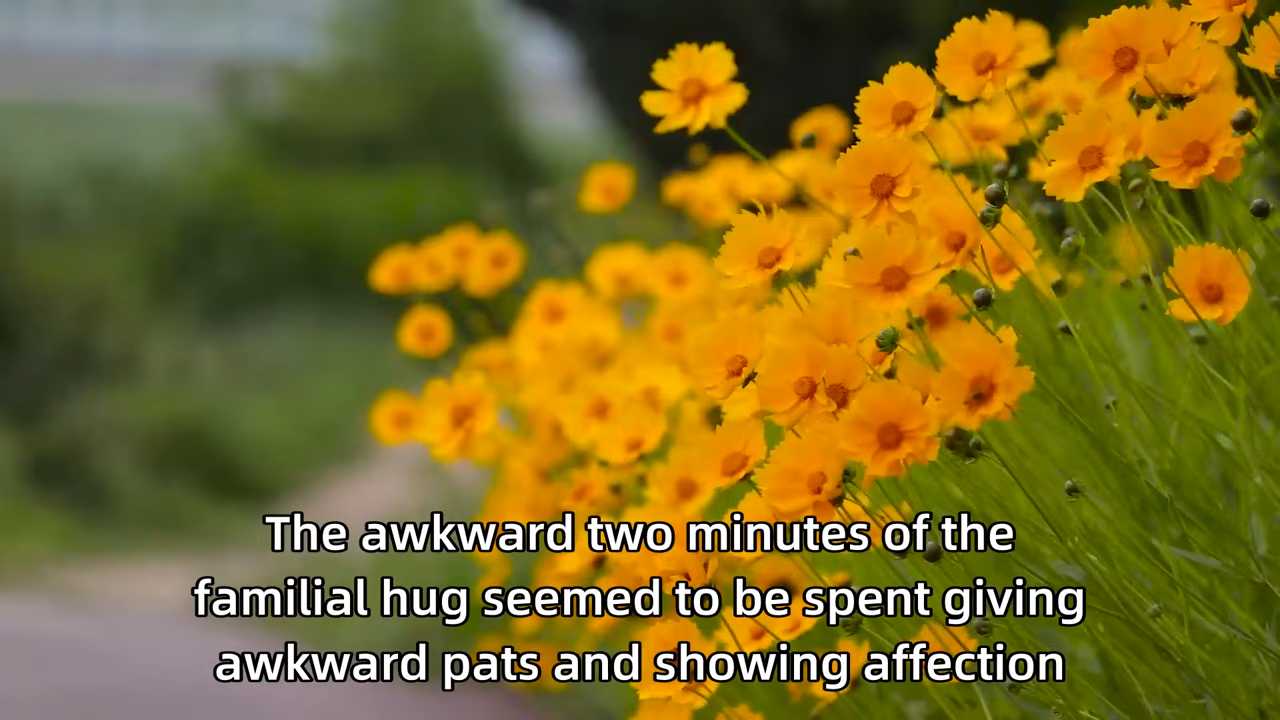 The awkward two minutes of the
familial hug seemed to be spent giving
awkward pats and showing affection